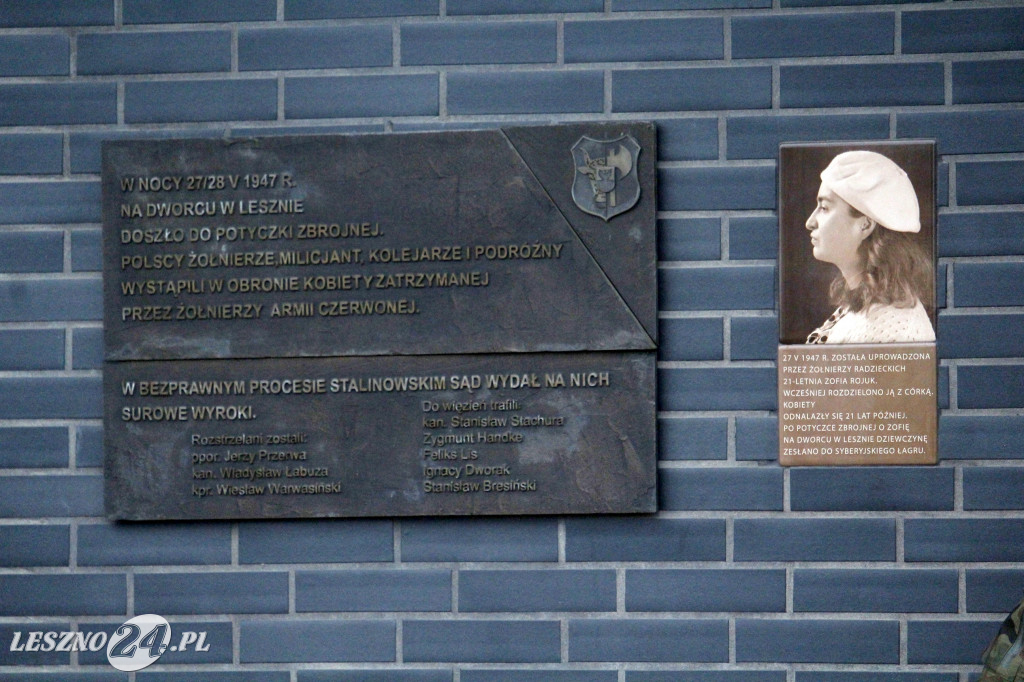 W NOCY 27/28 V 1947 R.
NA DWORCU W LESZNIE
DOSZŁO DO POTYCZKI ZBROJNEJ.
POLSCY ŻOŁNIERZE, MILICJANT, KOLEJARZE I PODRÓŻNY
WYSTĄPILI W OBRONIE KOBIETY ZATRZYMANEJ
PRZEZ ŻOŁNIERZY ARMII CZERWONEJ.
W BEZPRAWNYM PROCESIE STALINOWSKIM SĄD WYDAŁ NA NICH
SUROWE WYROKI.
Rozstrzelani zostali:
ppor. Jerzy Przerwa
kan. Władysław Łabuza
kpr. Wiesław Warwasiński
Do więzień trafili:
kan. Stanisław Stachura
Zygmunt Handke
Feliks Lis
Ignacy Dworak
Stanisław Bresiński
27 V 1947 R. ZOSTAŁA UPROWADZONA
PRZEZ ŻOŁNIERZY RADZIECKICH
21-LETNIA ZOFIA ROJUK.
WCZEŚNIEJ ROZDZIELONO JĄ Z CÓRKĄ,
KOBIETY
ODNALAZŁY SIĘ 21 LAT PÓŹNIEJ.
PO POTYCZCE ZBROJNEJ O ZOFIĘ
NA DWORCU W LESZNIE DZIEWCZYNĘ
ZESŁANO DO SYBERYJSKIEGO ŁAGRU.
LESZNO24.PL